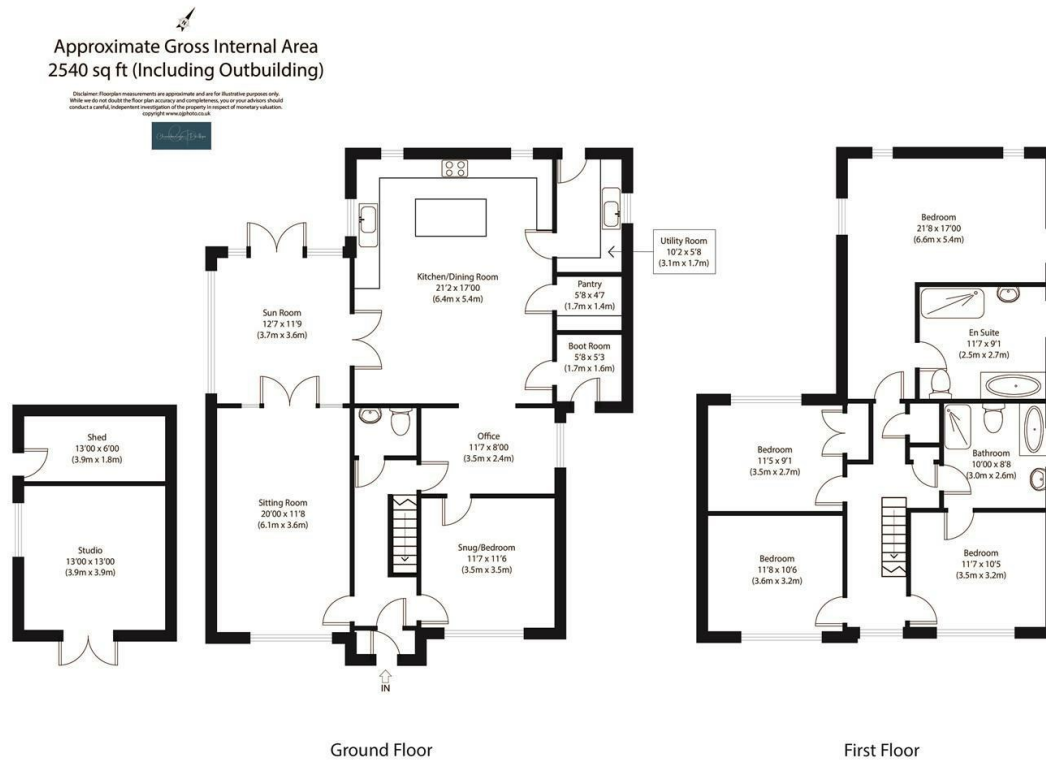 Approximate Gross Internal Area
2540 sq ft (Including Outbuilding)
Disclaimer: Floorplan measurements are approximate and are for illustrative purposes only.
While we do not doubt the floor plan accuracy and completeness, you or your advisors should
conduct a careful, independent investigation of the property in respect of monetary valuation.
copyright www.cjphoto.co.uk
Kitchen/Dining Room
21'2 x 17'00
(6.4m x 5.4m)
Utility Room
10'2 x 5'8
(3.1m x 1.7m)
Pantry
5'8 x 4'7
(1.7m x 1.4m)
Boot Room
5'8 x 5'3
(1.7m x 1.6m)
Sun Room
12'7 x 11'9
(3.7m x 3.6m)
Office
11'7 x 8'00
(3.5m x 2.4m)
Shed
13'00 x 6'00
(3.9m x 1.8m)
Studio
13'00 x 13'00
(3.9m x 3.9m)
Sitting Room
20'00 x 11'8
(6.1m x 3.6m)
Snug/Bedroom
11'7 x 11'6
(3.5m x 3.5m)
IN
Bedroom
21'8 x 17'00
(6.6m x 5.4m)
En Suite
11'7 x 9'1
(2.5m x 2.7m)
Bedroom
11'5 x 9'1
(3.5m x 2.7m)
Bathroom
10'00 x 8'8
(3.0m x 2.6m)
Bedroom
11'8 x 10'6
(3.6m x 3.2m)
Bedroom
11'7 x 10'5
(3.5m x 3.2m)
Ground Floor
First Floor